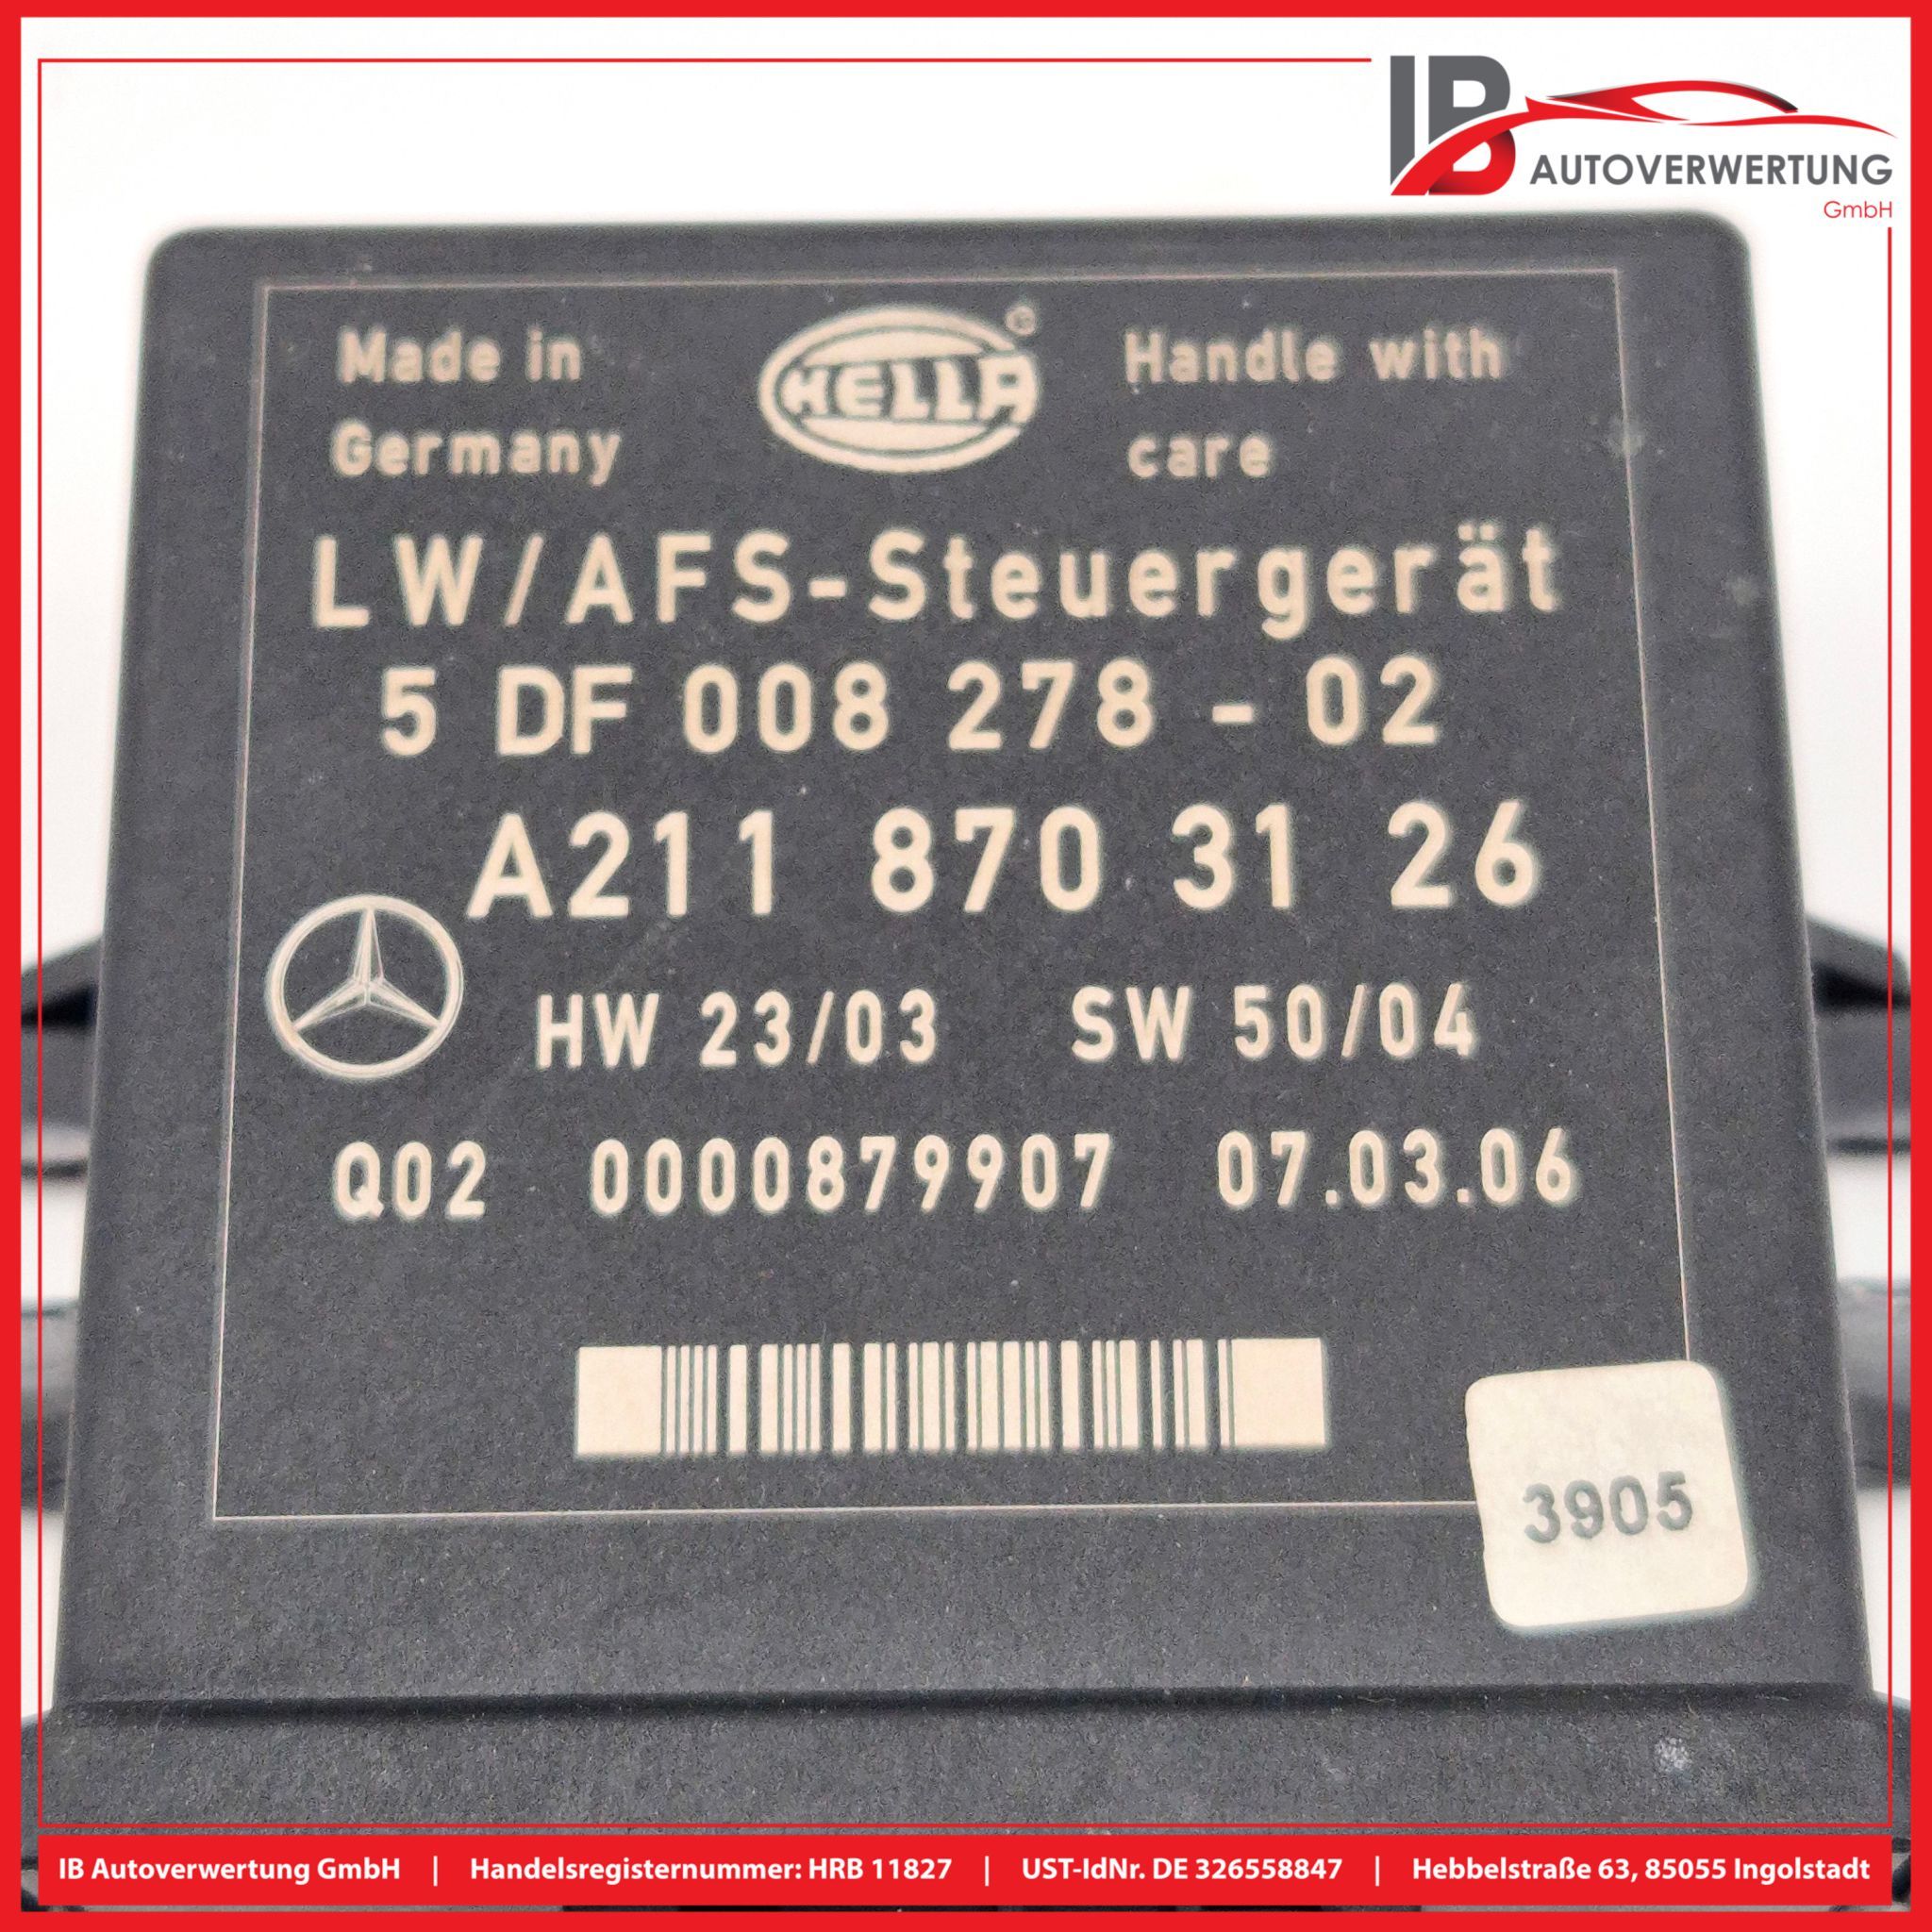 IB
AUTOVERWERTUNG
GmbH
Made in
Germany
HELLA
Handle with
care
LW/AFS-Steuergerät
5 DF 008 278 - 02
A211 870 31 26
HW 23/03 SW 50/04
Q02 0000879907 07.03.06
3905
IB Autoverwertung GmbH | Handelsregisternummer: HRB 11827 | UST-IdNr. DE 326558847 | Hebbelstraße 63, 85055 Ingolstadt